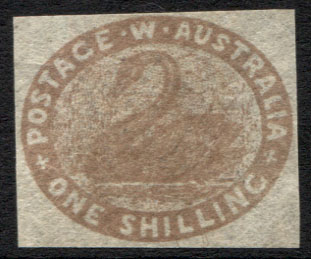 POSTAGE · W · AUSTRALIA
ONE SHILLING